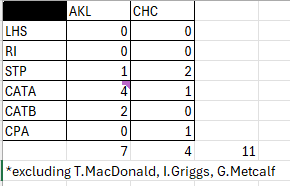 AKL CHC
LHS 0 0
RI 0 0
STP 1 2
CATA 4 1
CATB 2 0
CPA 0 1
7 4 11
*excluding T.MacDonald, I.Griggs, G.Metcalf